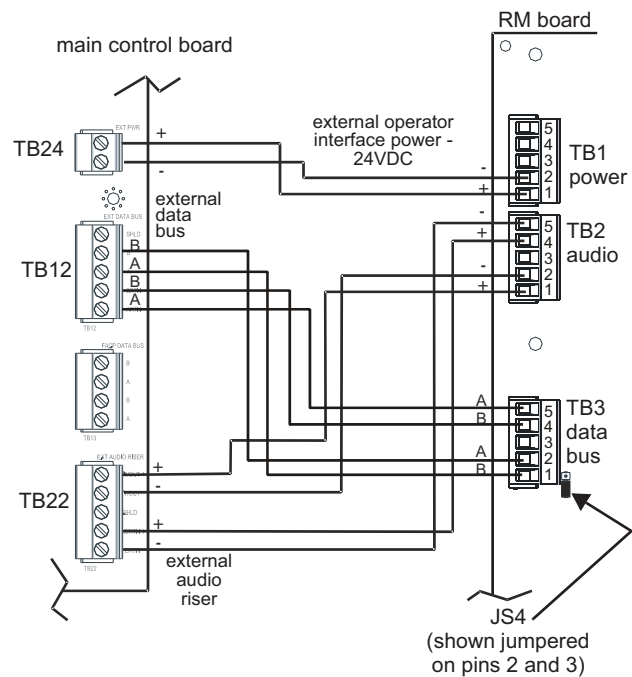 RM board
main control board
external operator
interface power -
24VDC
EXT PWR
TB24
+
-
5
4
3
2
1
-
+
TB1
power
EXT DATA BUS
external
data
bus
TB12
SHLD
B
A
B
A
TB12
-
+
-
+
5
4
3
2
1
TB2
audio
FACP DATA BUS
B
A
B
A
TB13
A
B
A
B
5
4
3
2
1
TB3
data
bus
EXT AUDIO RISER
TB22
+
-
SHLD
+
-
TB22
external
audio
riser
JS4
(shown jumpered
on pins 2 and 3)